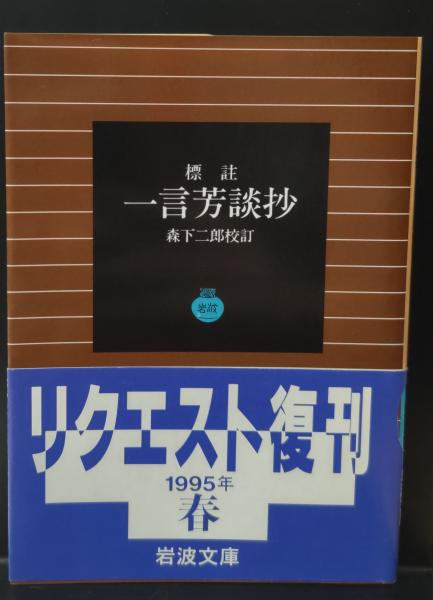 標註
一言芳談抄
森下二郎校訂
岩波
リクエスト復刊
1995年
春
岩波文庫